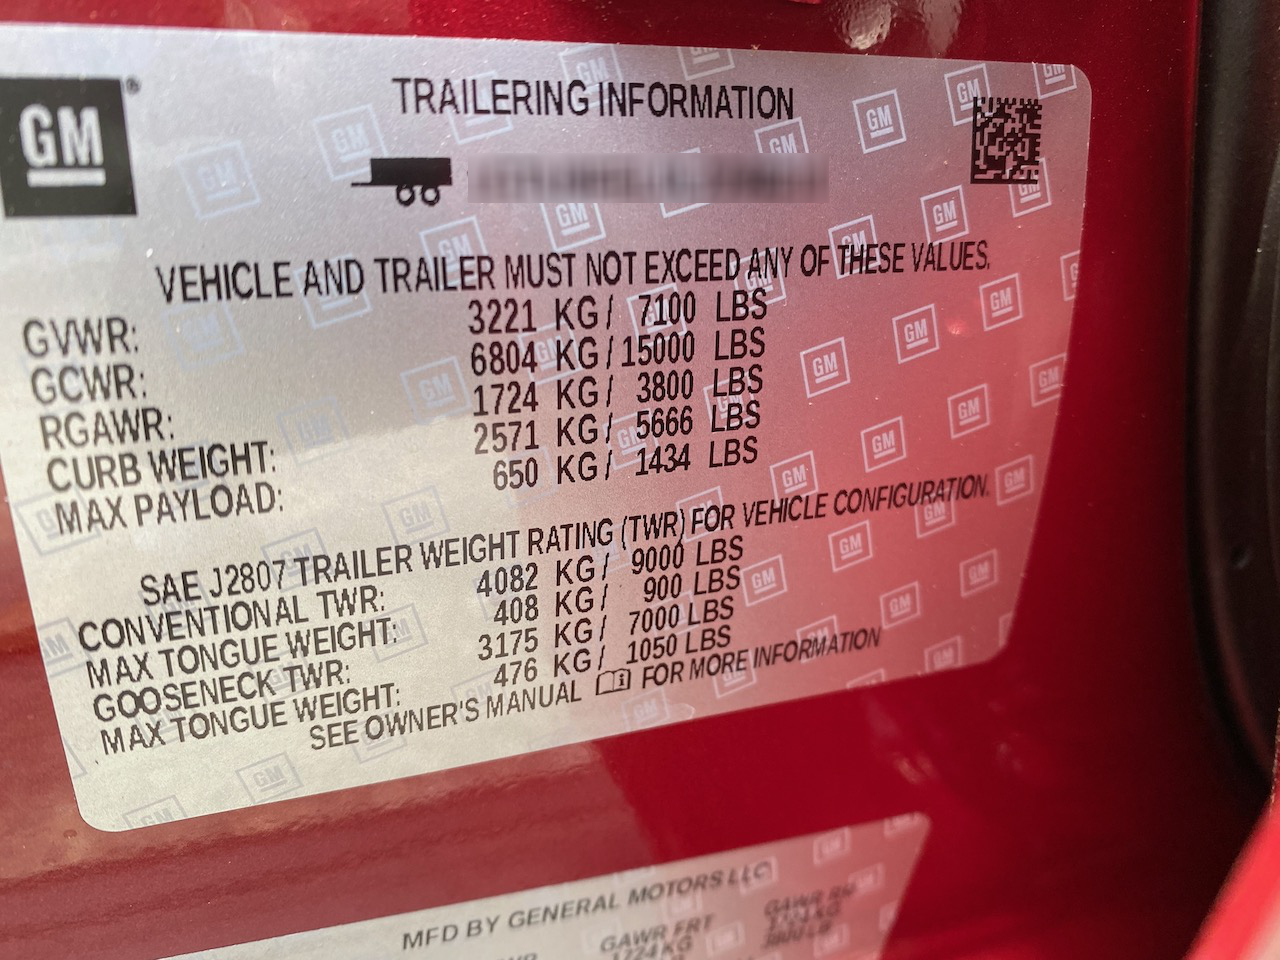 GM
TRAILERING INFORMATION
VEHICLE AND TRAILER MUST NOT EXCEED ANY OF THESE VALUES.
GVWR: 3221 KG / 7100 LBS
GCWR: 6804 KG / 15000 LBS
RGAWR: 1724 KG / 3800 LBS
CURB WEIGHT: 2571 KG / 5666 LBS
MAX PAYLOAD: 650 KG / 1434 LBS
SAE J2807 TRAILER WEIGHT RATING (TWR) FOR VEHICLE CONFIGURATION.
CONVENTIONAL TWR: 4082 KG / 9000 LBS
MAX TONGUE WEIGHT: 408 KG / 900 LBS
GOOSENECK TWR: 3175 KG / 7000 LBS
MAX TONGUE WEIGHT: 476 KG / 1050 LBS
SEE OWNER'S MANUAL FOR MORE INFORMATION
MFD BY GENERAL MOTORS LLC
GAWR FRT GAWR RR
1724 KG